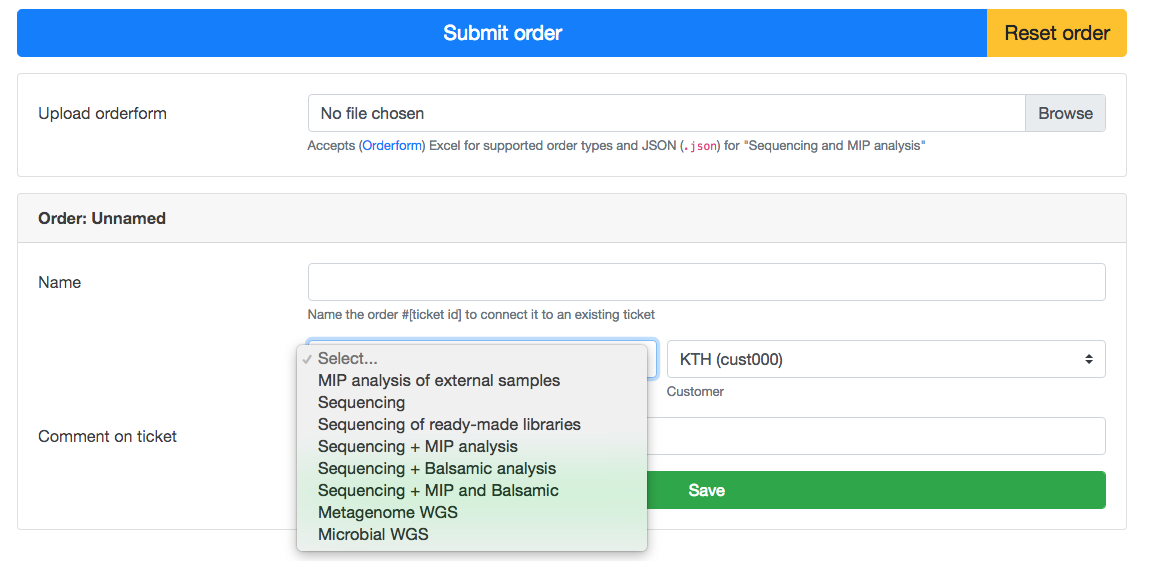 Submit order
Reset order
Upload orderform
No file chosen
Browse
Accepts (Orderform) Excel for supported order types and JSON (.json) for "Sequencing and MIP analysis"
Order: Unnamed
Name
Name the order #[ticket id] to connect it to an existing ticket
✓ Select...
MIP analysis of external samples
Sequencing
Sequencing of ready-made libraries
Sequencing + MIP analysis
Sequencing + Balsamic analysis
Sequencing + MIP and Balsamic
Metagenome WGS
Microbial WGS
KTH (cust000)
Customer
Comment on ticket
Save